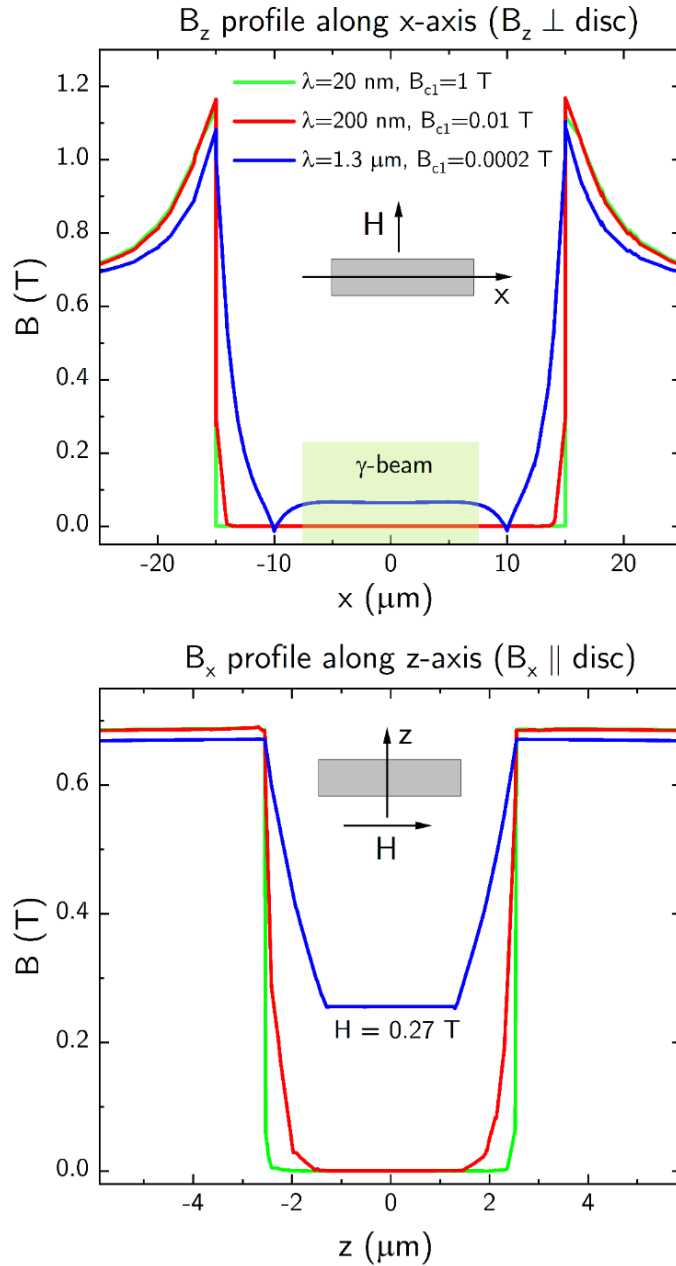 B_z profile along x-axis (B_z ⊥ disc)
λ=20 nm, B_c1=1 T
λ=200 nm, B_c1=0.01 T
λ=1.3 μm, B_c1=0.0002 T
H
x
γ-beam
1.2
1.0
0.8
0.6
0.4
0.2
0.0
B (T)
-20 -10 0 10 20
x (μm)
B_x profile along z-axis (B_x ∥ disc)
z
H
H = 0.27 T
0.6
0.4
0.2
0.0
B (T)
-4 -2 0 2 4
z (μm)